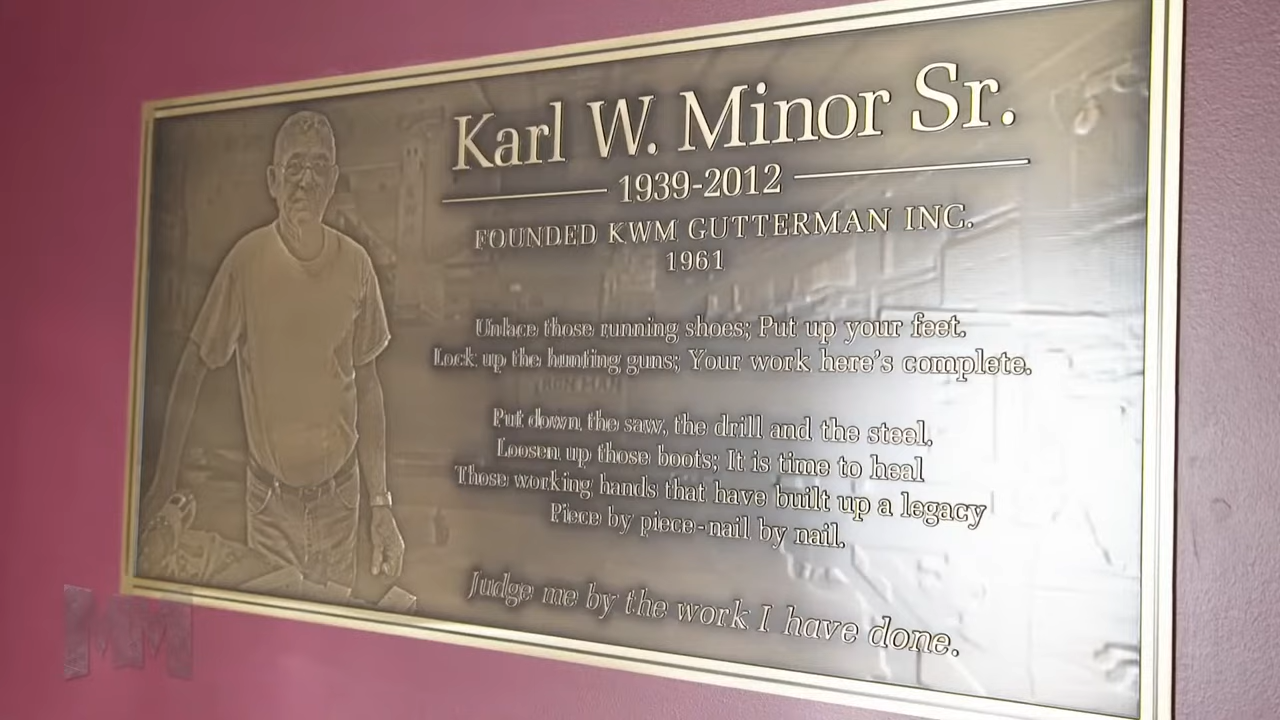 Karl W. Minor Sr.
1939-2012
FOUNDED KWM GUTTERMAN INC.
1961
Unlace those running shoes; Put up your feet.
Lock up the hunting guns; Your work here's complete.
Put down the saw, the drill and the steel.
Loosen up those boots; It is time to heal
Those working hands that have built up a legacy
Piece by piece-nail by nail.
Judge me by the work I have done.